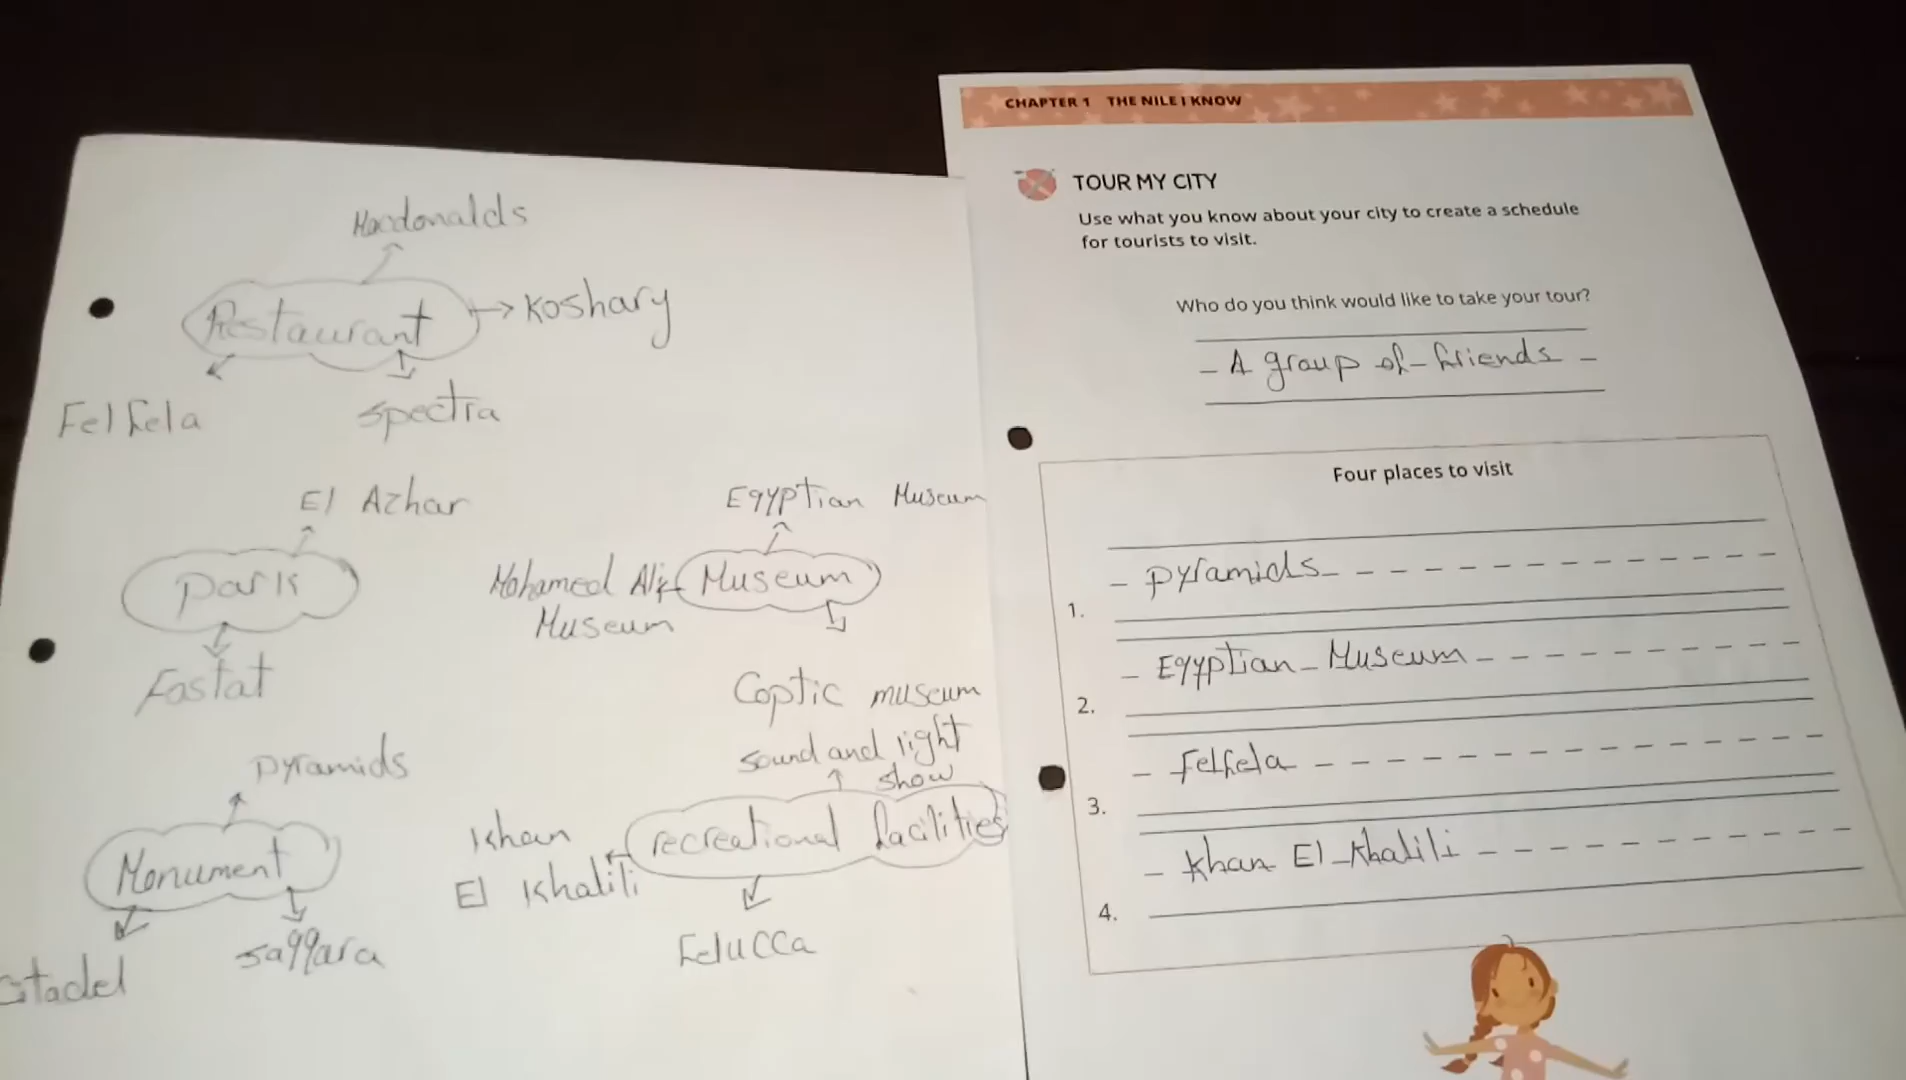 Macdonalds
Restaurant
Koshary
Felfela
spectra
El Azhar
park
Fostat
Egyptian Museum
Mohamed Ali
Museum
Museum
Coptic museum
pyramids
Monument
citadel
saqqara
sound and light
show
recreational facilities
Khan
El Khalili
Felucca
CHAPTER 1 THE NILE I KNOW
TOUR MY CITY
Use what you know about your city to create a schedule
for tourists to visit.
Who do you think would like to take your tour?
A group of friends
Four places to visit
pyramids
1.
Egyptian Museum
2.
Felfela
3.
Khan El Khalili
4.